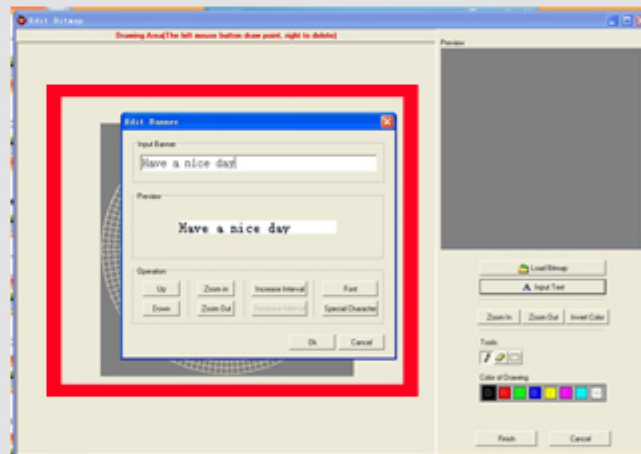 Edit Bitmap
Drawing Area(The left mouse button draw point, right to delete)
Preview
Edit Banner
Input Banner
Have a nice day
Preview
Have a nice day
Operation
Up
Zoom in
Increase Interval
Font
Down
Zoom Out
Decrease Interval
Special Character
Ok
Cancel
Load Bitmap
A Input Text
Zoom In
Zoom Out
Invert Color
Tools
Color of Drawing
Finish
Cancel